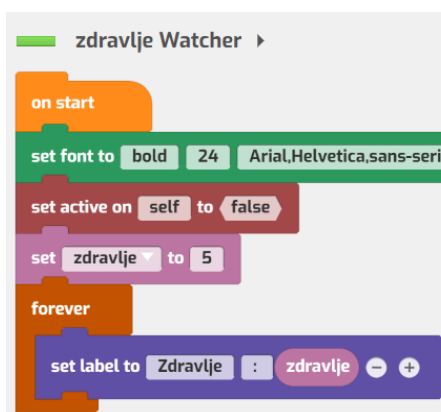 zdravlje Watcher
on start
set font to bold 24 Arial,Helvetica,sans-seri
set active on self to false
set zdravlje to 5
forever
set label to Zdravlje : zdravlje − +